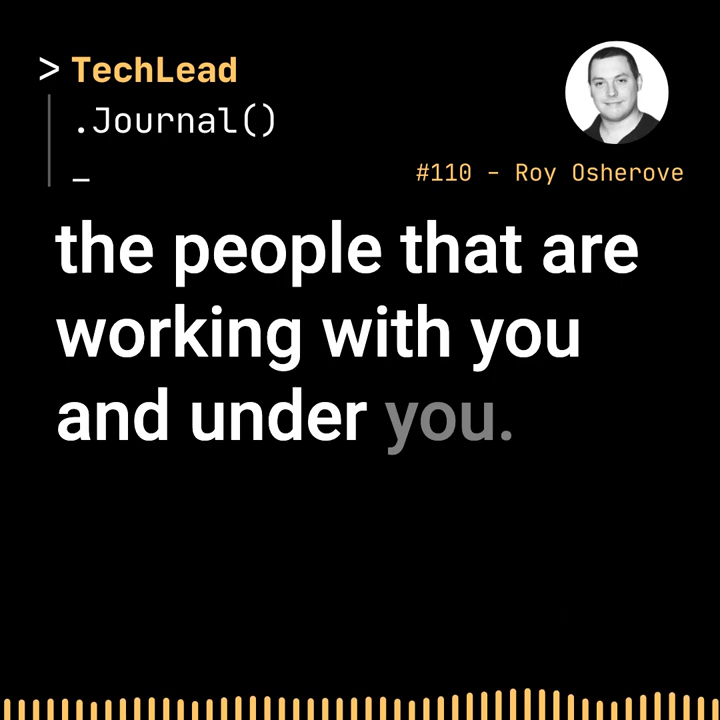 > TechLead
.Journal()
_
#110 - Roy Osherove
the people that are
working with you
and under you.